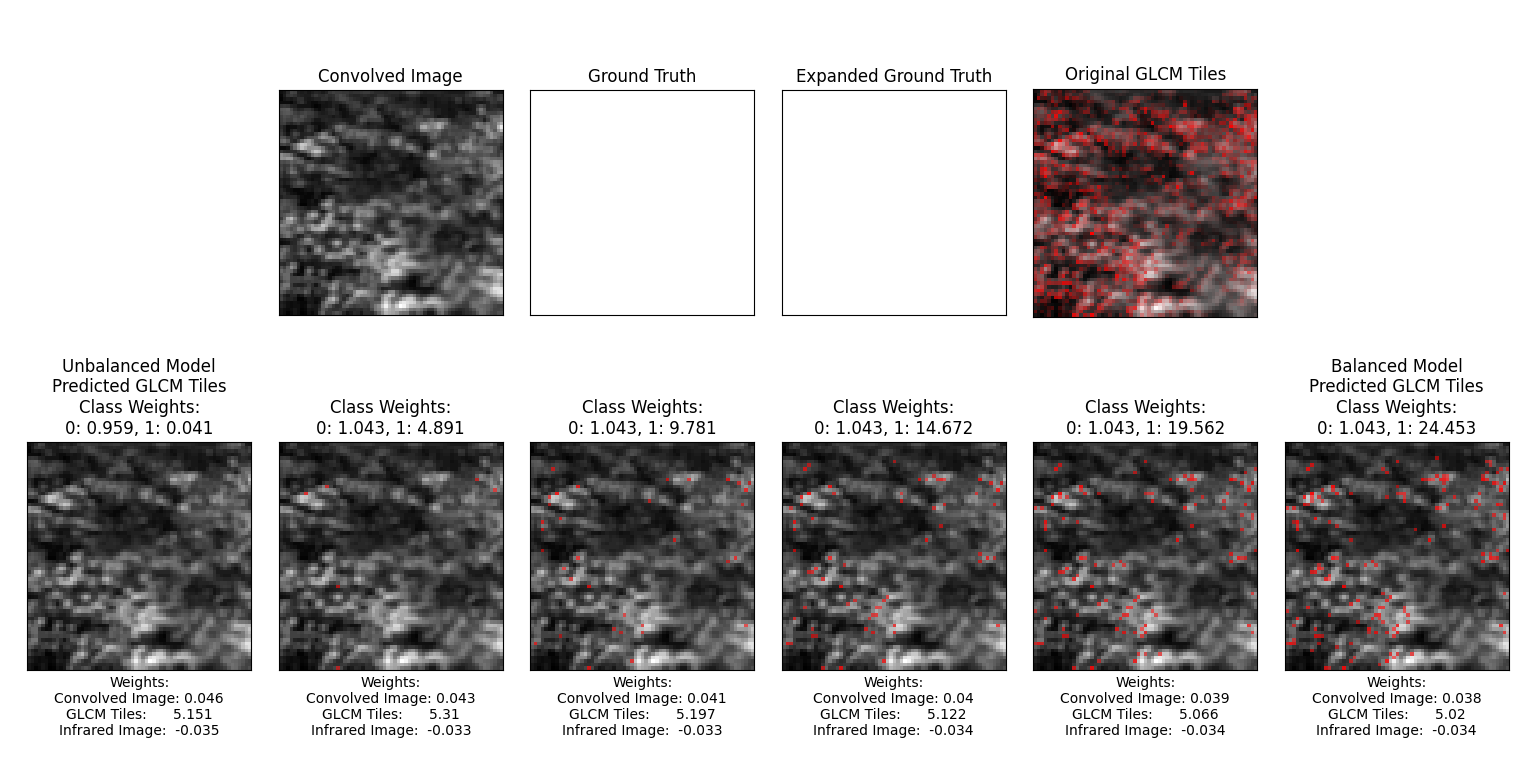 Convolved Image
Ground Truth
Expanded Ground Truth
Original GLCM Tiles
Unbalanced Model
Predicted GLCM Tiles
Class Weights:
0: 0.959, 1: 0.041
Class Weights:
0: 1.043, 1: 4.891
Class Weights:
0: 1.043, 1: 9.781
Class Weights:
0: 1.043, 1: 14.672
Class Weights:
0: 1.043, 1: 19.562
Balanced Model
Predicted GLCM Tiles
Class Weights:
0: 1.043, 1: 24.453
Weights:
Convolved Image: 0.046
GLCM Tiles: 5.151
Infrared Image: -0.035
Weights:
Convolved Image: 0.043
GLCM Tiles: 5.31
Infrared Image: -0.033
Weights:
Convolved Image: 0.041
GLCM Tiles: 5.197
Infrared Image: -0.033
Weights:
Convolved Image: 0.04
GLCM Tiles: 5.122
Infrared Image: -0.034
Weights:
Convolved Image: 0.039
GLCM Tiles: 5.066
Infrared Image: -0.034
Weights:
Convolved Image: 0.038
GLCM Tiles: 5.02
Infrared Image: -0.034